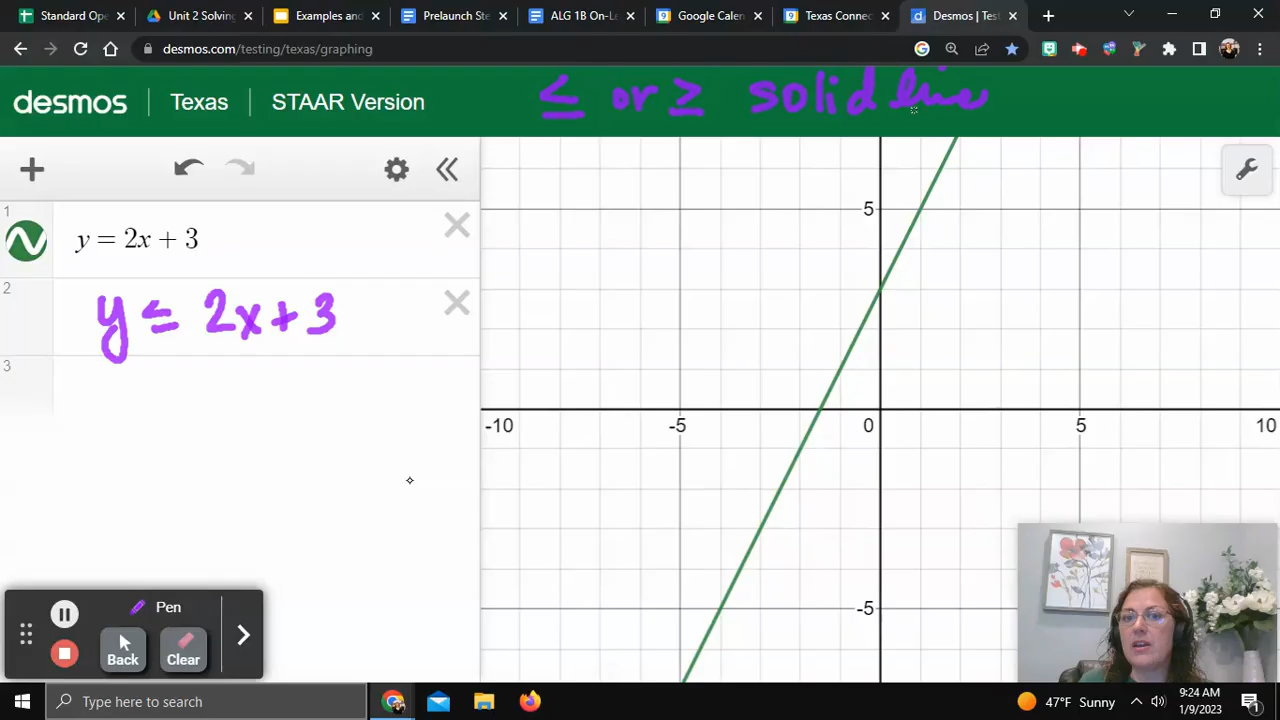 Standard Ope
Unit 2 Solving
Examples and
Prelaunch Ste
ALG 1B On-Le
Google Calen
Texas Connec
Desmos | Tes
desmos.com/testing/texas/graphing
desmos Texas STAAR Version
≤ or ≥ solid line
1
y = 2x + 3
2
y ≤ 2x+3
3
5
-10 -5 0 5 10
-5
Pen
Back Clear
Type here to search
47°F Sunny
9:24 AM
1/9/2023
1